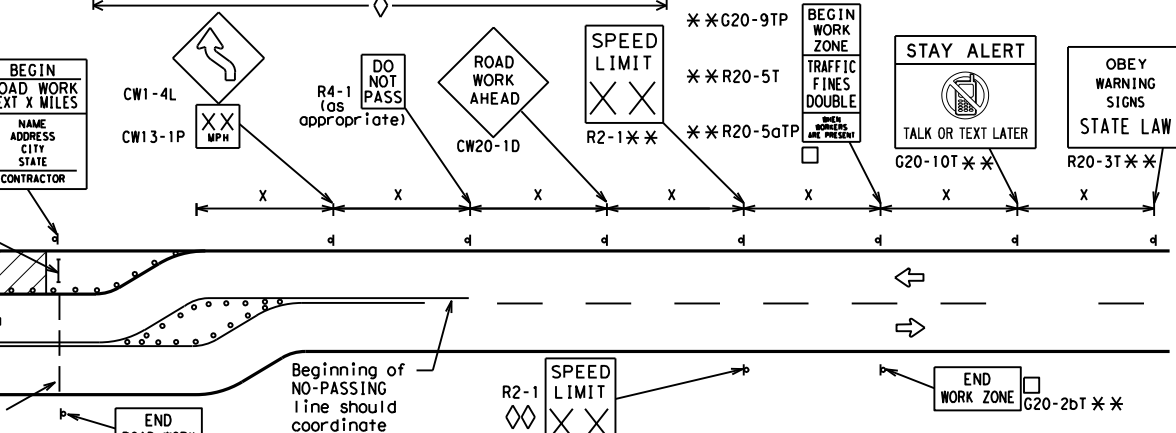 BEGIN
ROAD WORK
NEXT X MILES
NAME
ADDRESS
CITY
STATE
CONTRACTOR
CW1-4L
CW13-1P
XX
MPH
R4-1
(as
appropriate)
DO
NOT
PASS
ROAD
WORK
AHEAD
CW20-1D
SPEED
LIMIT
X X
R2-1**
**G20-9TP
**R20-5T
**R20-5aTP
BEGIN
WORK
ZONE
TRAFFIC
FINES
DOUBLE
WHEN
WORKERS
ARE PRESENT
STAY ALERT
TALK OR TEXT LATER
G20-10T**
OBEY
WARNING
SIGNS
STATE LAW
R20-3T**
X X X X X X X
Beginning of
NO-PASSING
line should
coordinate
R2-1
SPEED
LIMIT
X X
END
WORK ZONE
G20-2bT**
END
ROAD WORK